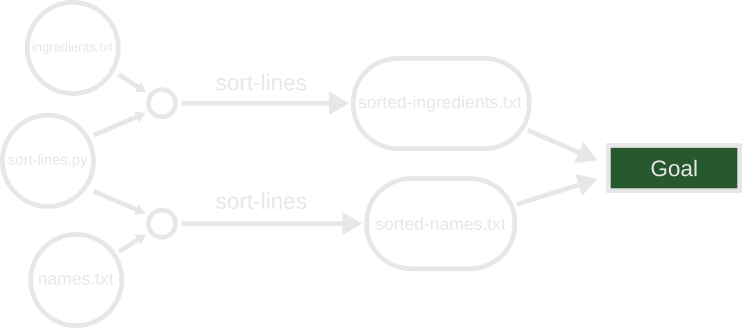 ingredients.txt
sort-lines
sorted-ingredients.txt
sort-lines.py
Goal
sort-lines
sorted-names.txt
names.txt